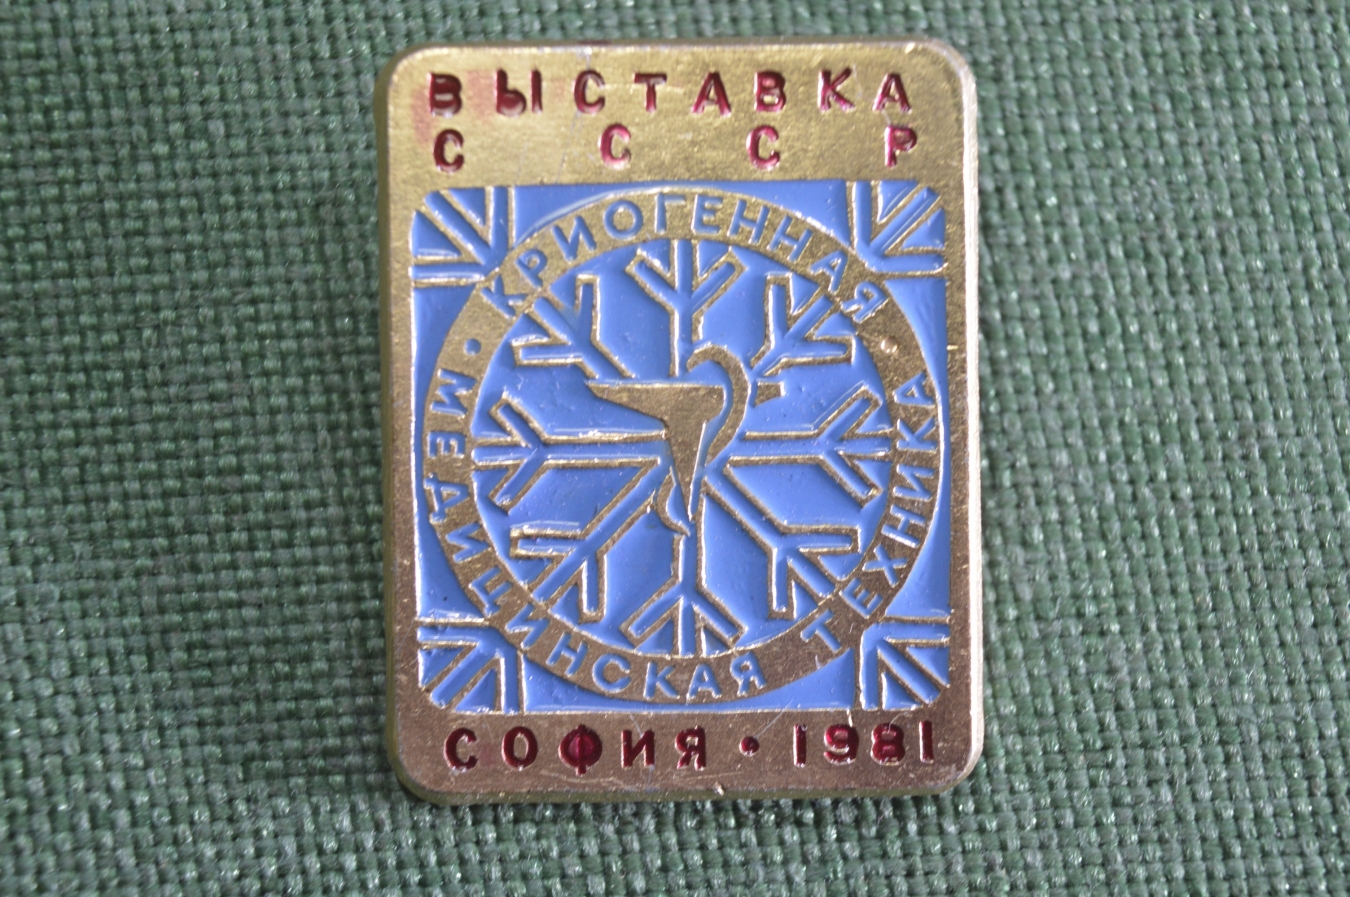 ВЫСТАВКА
СССР
КРИОГЕННАЯ
МЕДИЦИНСКАЯ ТЕХНИКА
СОФИЯ • 1981